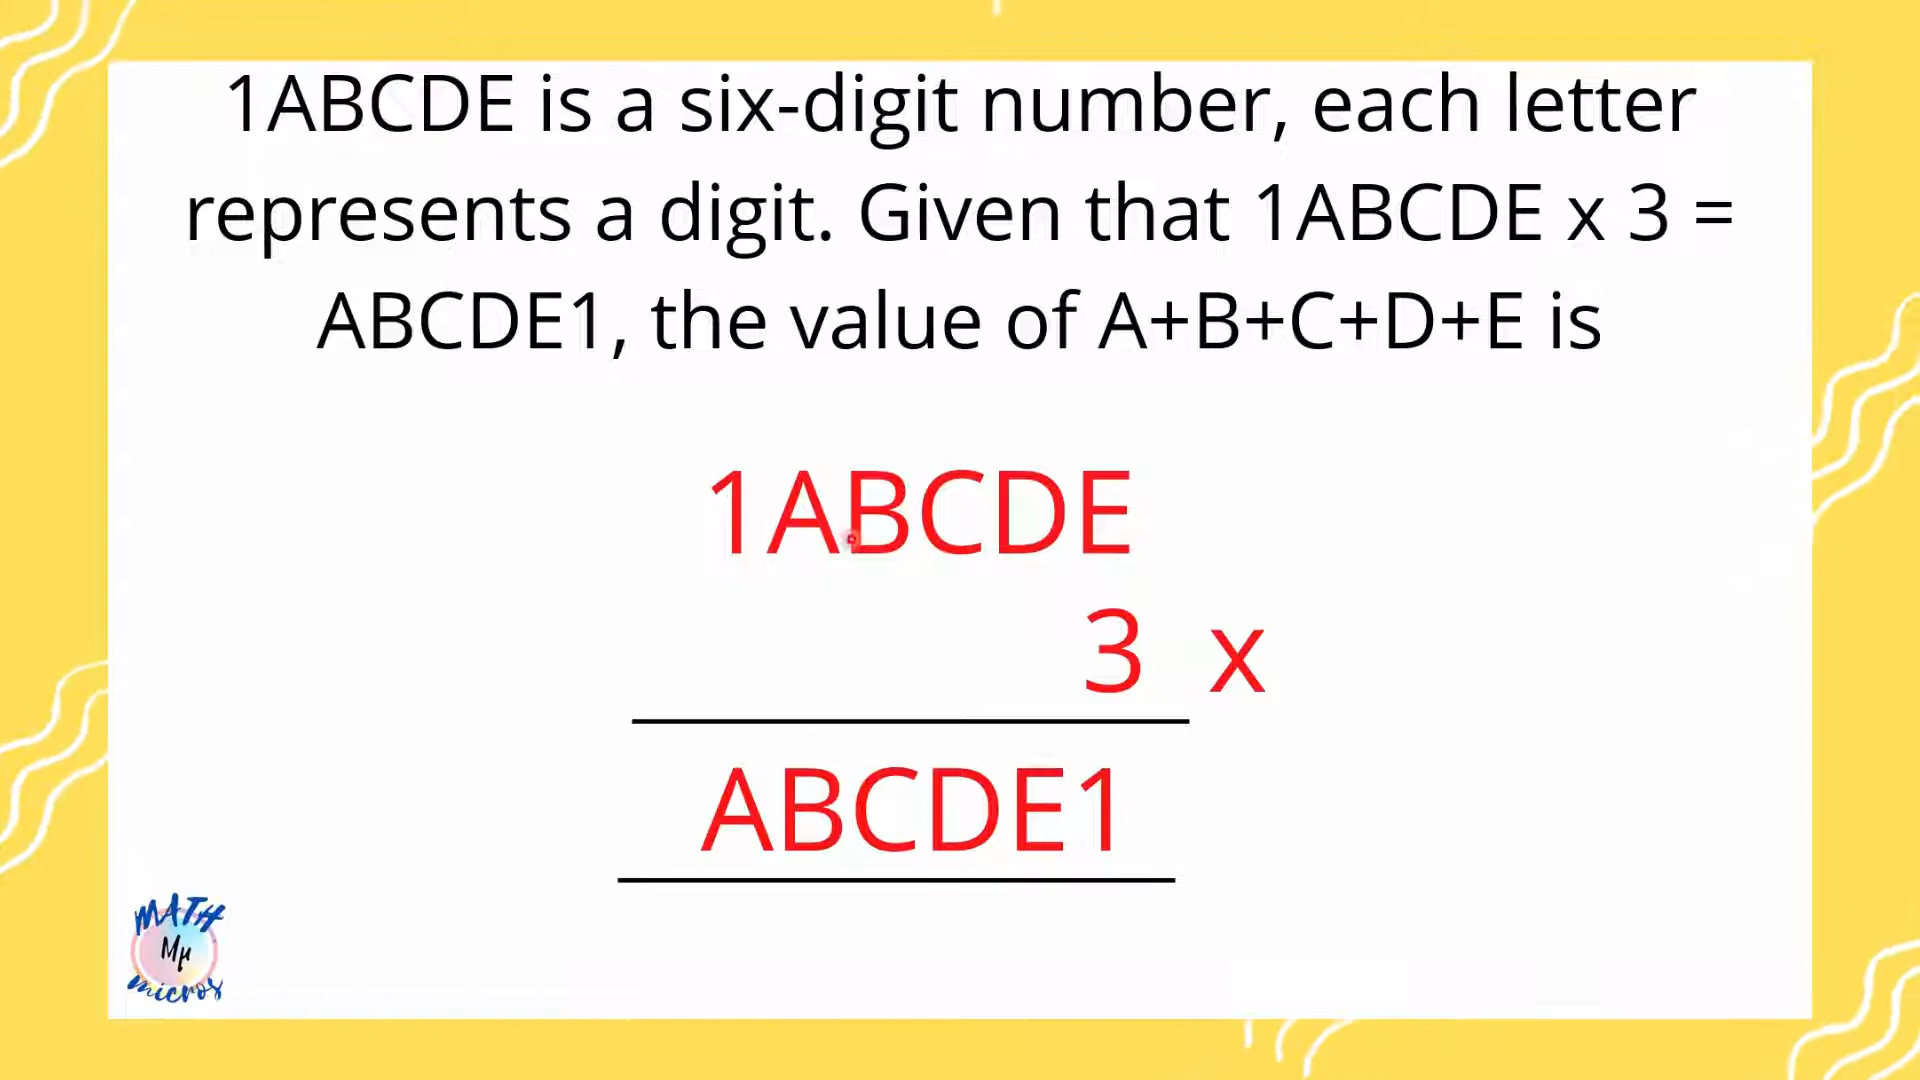 1ABCDE is a six-digit number, each letter
represents a digit. Given that 1ABCDE x 3 =
ABCDE1, the value of A+B+C+D+E is
1ABCDE
3 x
ABCDE1
MATH
Mμ
micros